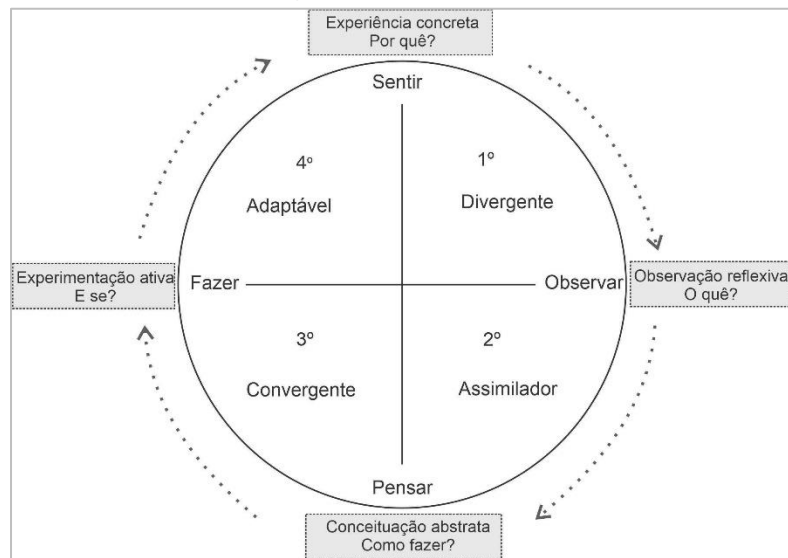 Experiência concreta
Por quê?
Sentir
4º
1º
Adaptável
Divergente
Experimentação ativa
E se?
Fazer
Observar
Observação reflexiva
O quê?
3º
2º
Convergente
Assimilador
Pensar
Conceituação abstrata
Como fazer?